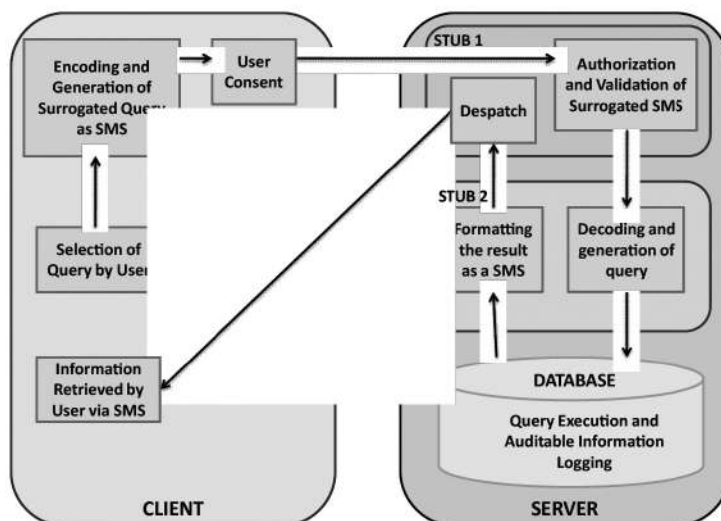 Encoding and
Generation of
Surrogated Query
as SMS
User
Consent
STUB 1
Authorization
and Validation of
Surrogated SMS
Despatch
STUB 2
Selection of
Query by User
Formatting
the result
as a SMS
Decoding and
generation of
query
Information
Retrieved by
User via SMS
DATABASE
Query Execution and
Auditable Information
Logging
CLIENT
SERVER